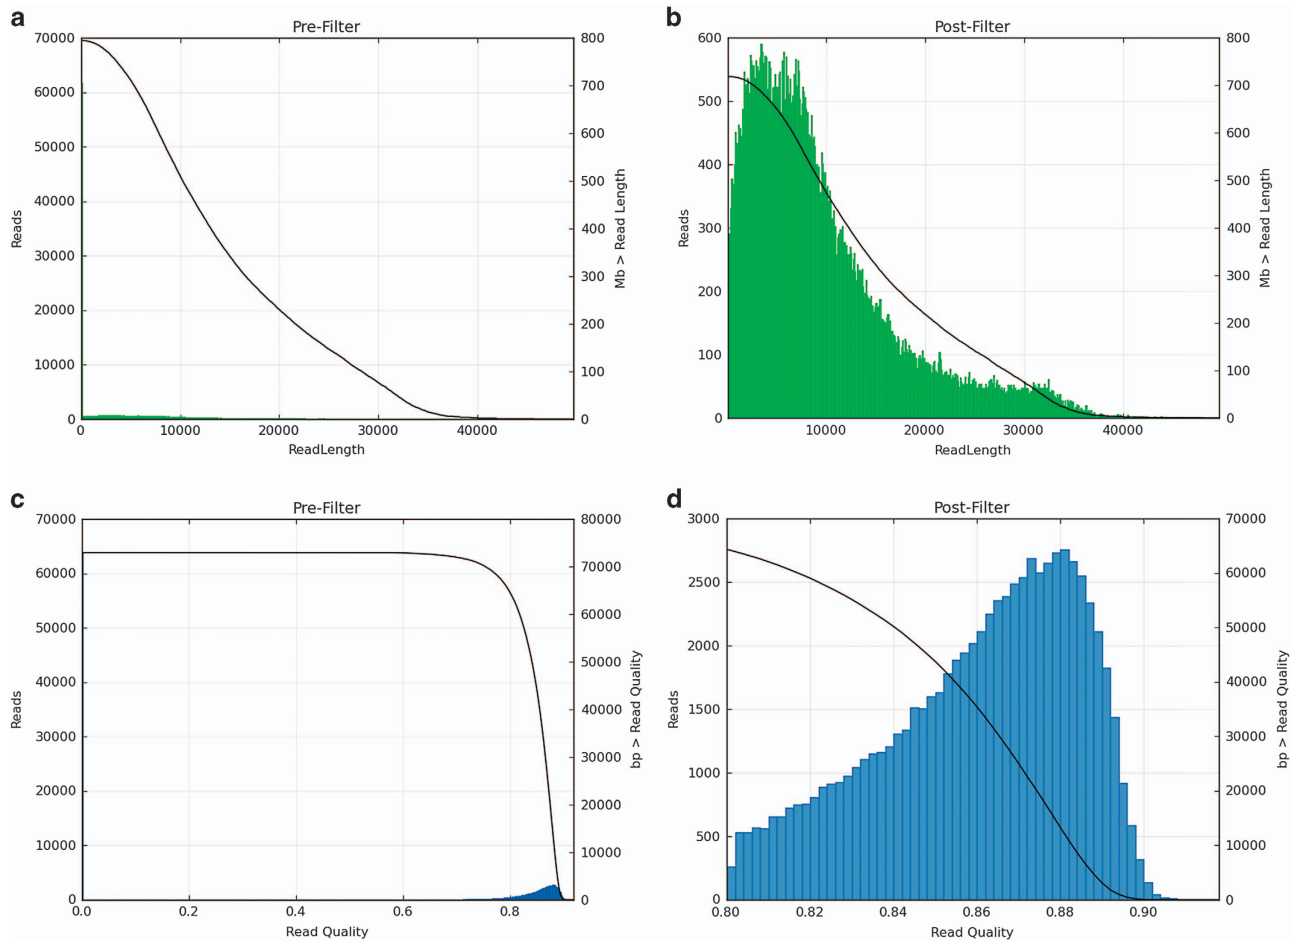 a
Pre-Filter
70000
60000
50000
40000
30000
20000
10000
0
Reads
800
700
600
500
400
300
200
100
0
Mb > Read Length
0 10000 20000 30000 40000
ReadLength
b
Post-Filter
600
500
400
300
200
100
0
Reads
800
700
600
500
400
300
200
100
0
Mb > Read Length
10000 20000 30000 40000
ReadLength
c
Pre-Filter
70000
60000
50000
40000
30000
20000
10000
0
Reads
80000
70000
60000
50000
40000
30000
20000
10000
0
bp > Read Quality
0.0 0.2 0.4 0.6 0.8
Read Quality
d
Post-Filter
3000
2500
2000
1500
1000
500
0
Reads
70000
60000
50000
40000
30000
20000
10000
0
bp > Read Quality
0.80 0.82 0.84 0.86 0.88 0.90
Read Quality